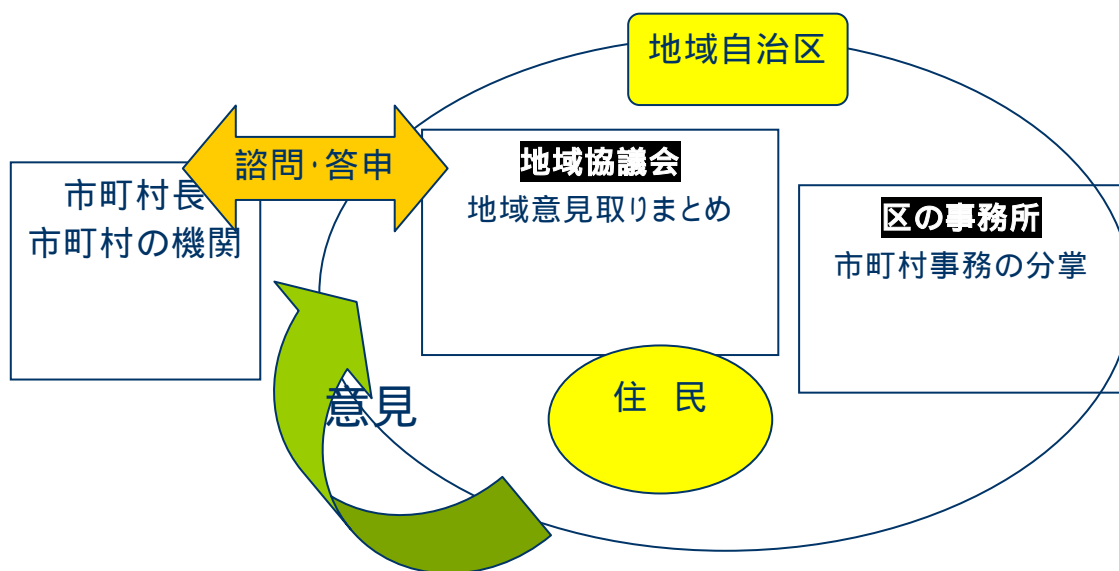 地域自治区
諮問・答申
市町村長
市町村の機関
地域協議会
地域意見取りまとめ
区の事務所
市町村事務の分掌
住 民
意見